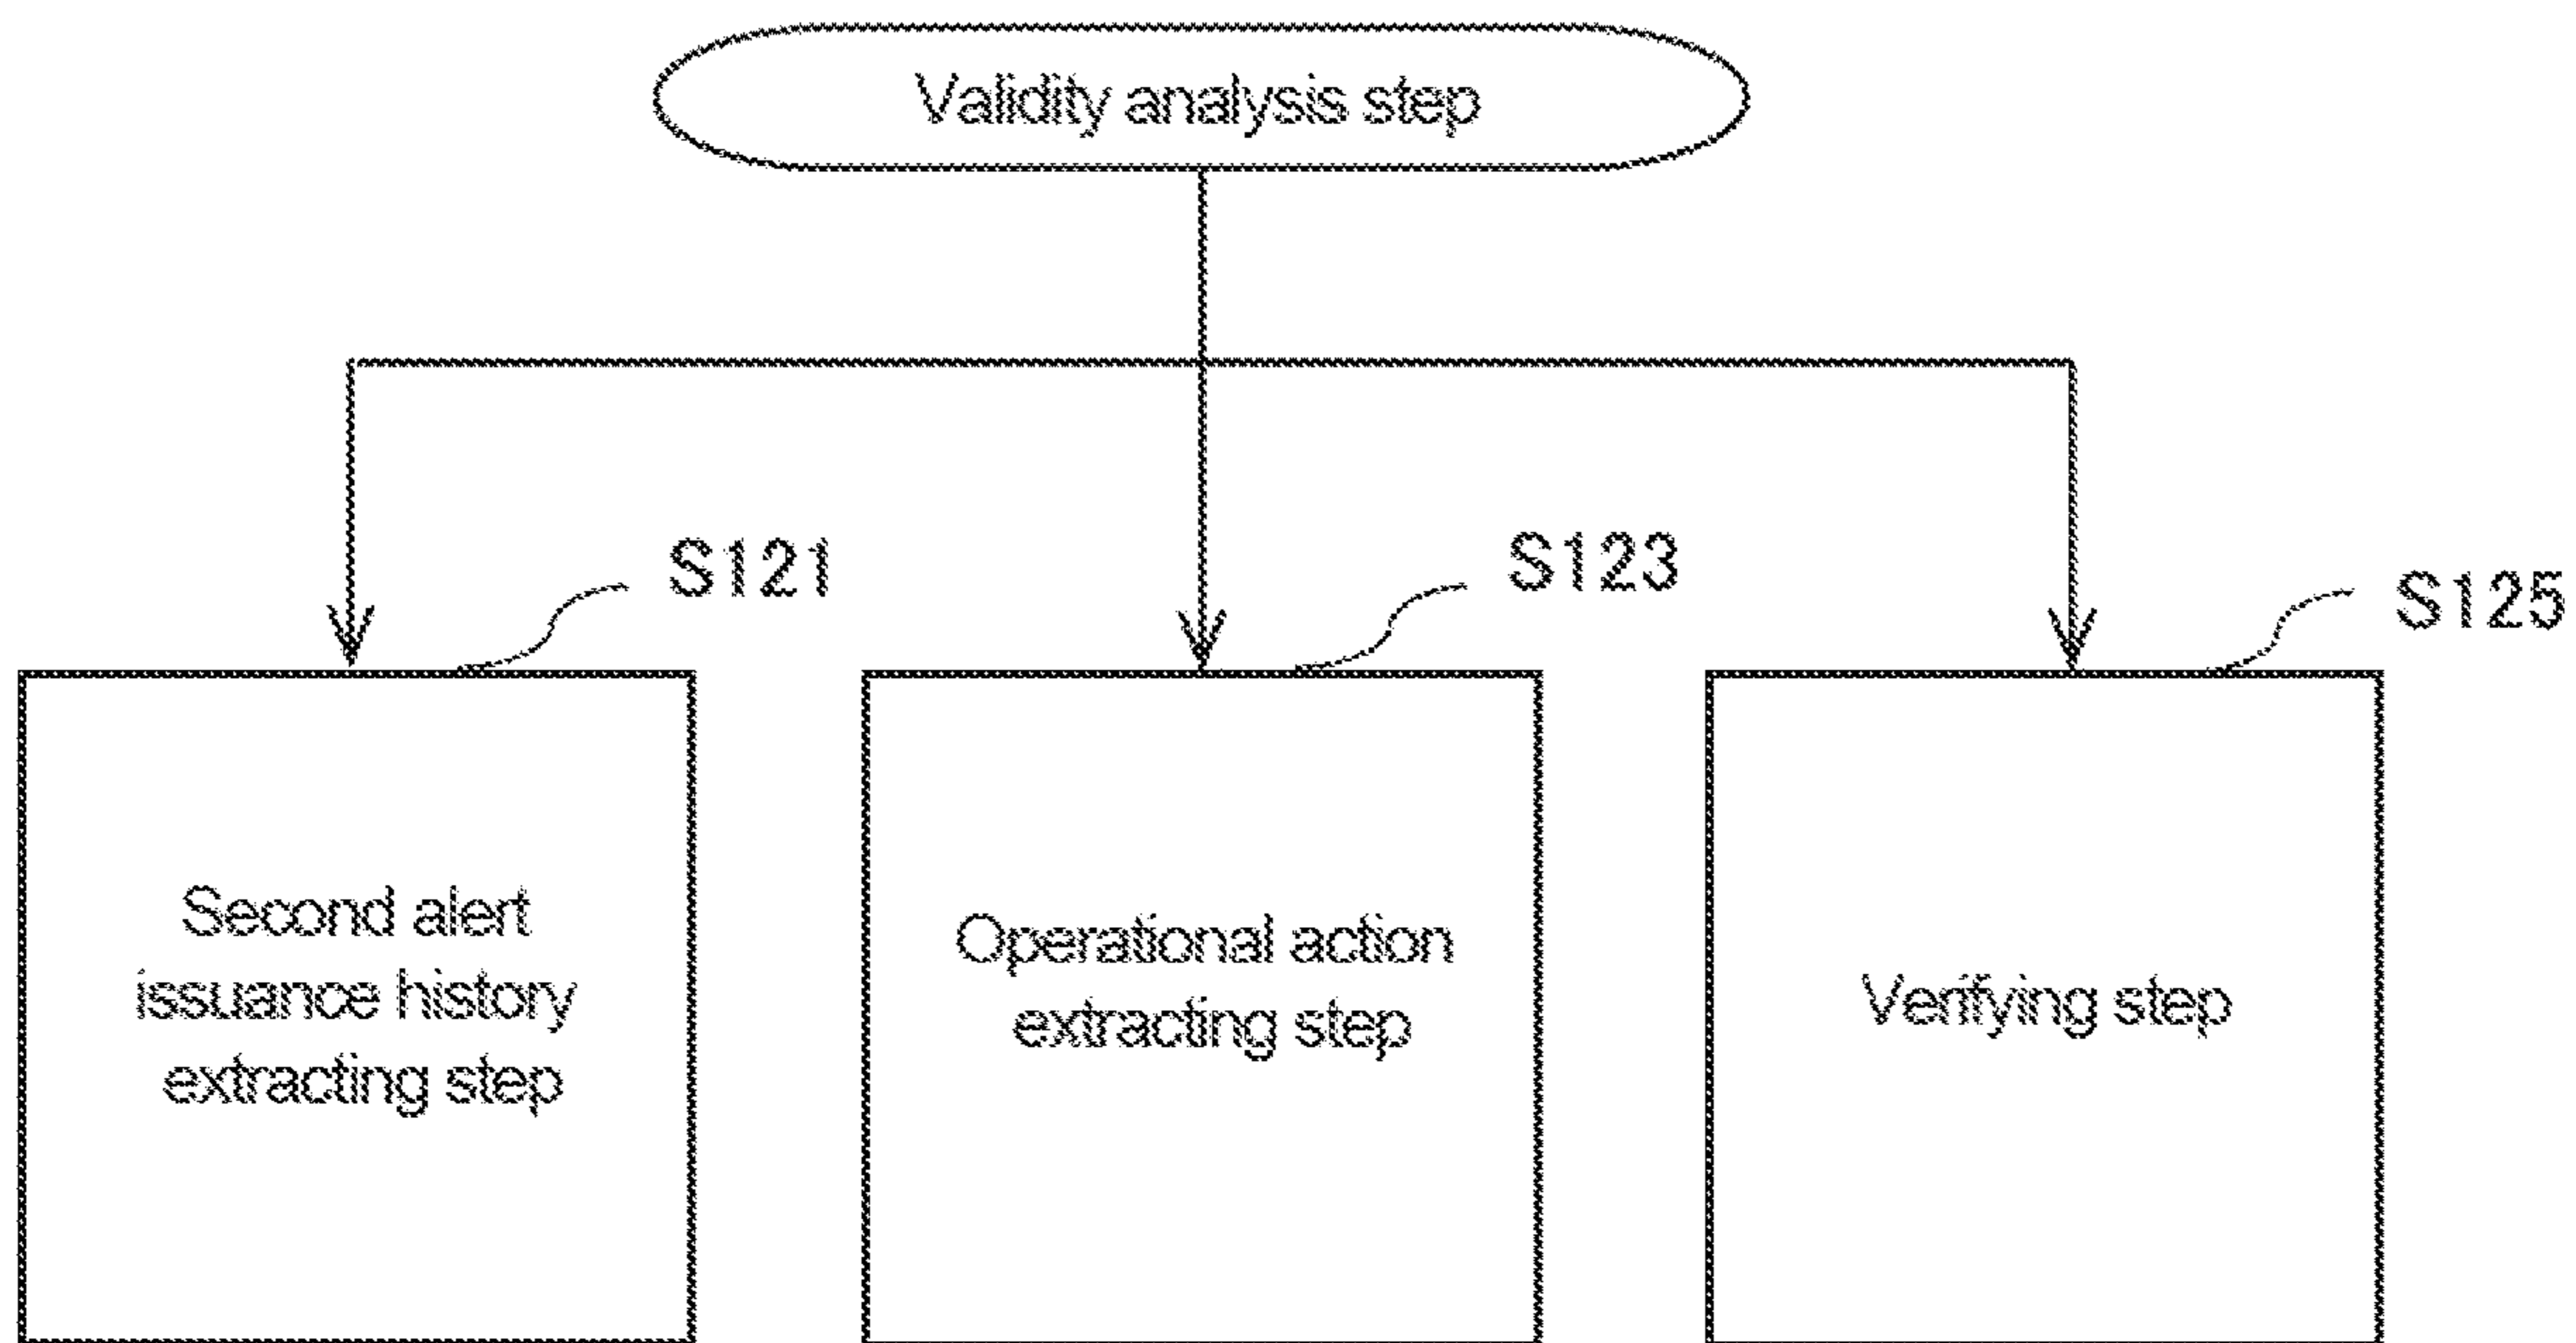 Validity analysis step
S121
S123
S125
Second alert
issuance history
extracting step
Operational action
extracting step
Verifying step